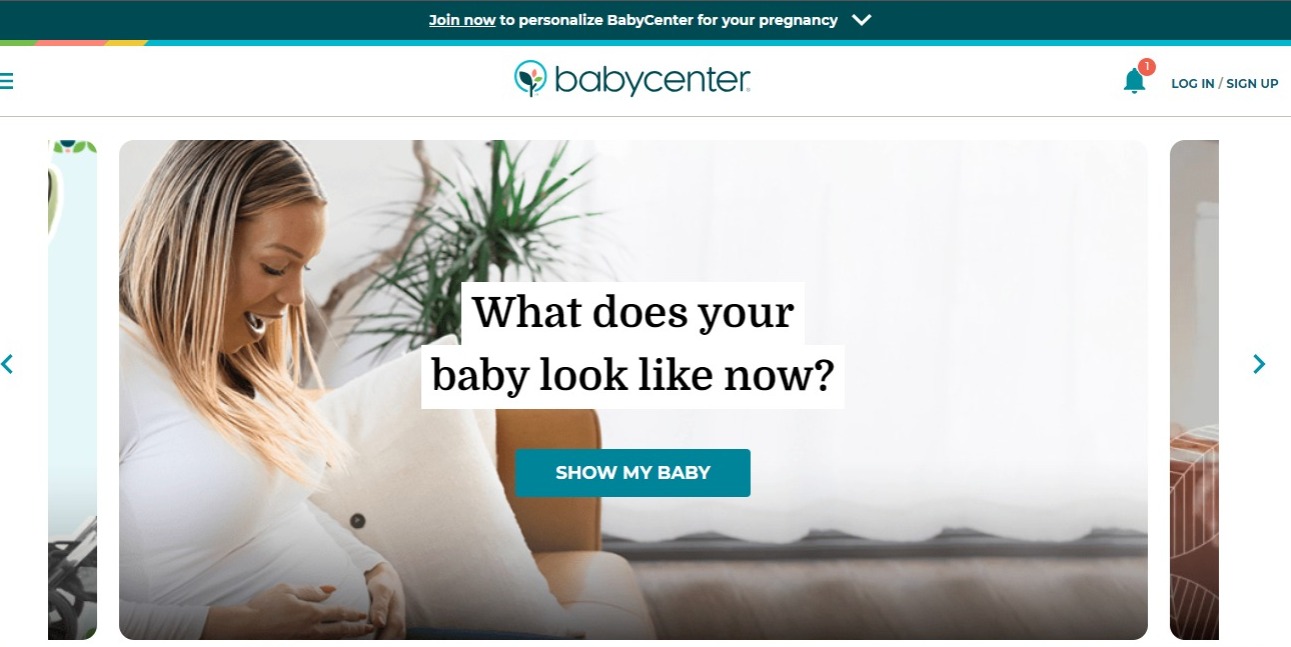 Join now to personalize BabyCenter for your pregnancy
babycenter
1
LOG IN / SIGN UP
What does your
baby look like now?
SHOW MY BABY